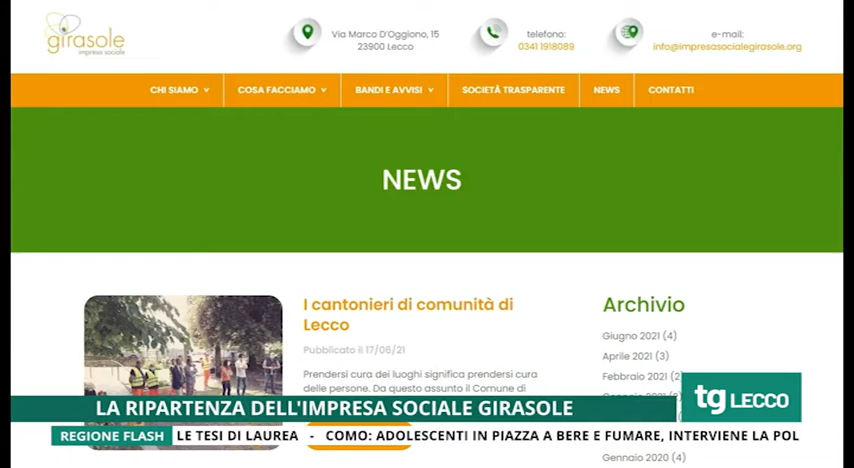 girasole
impresa sociale
Via Marco D'Oggiono, 15
23900 Lecco
telefono:
0341 1918089
e-mail:
info@impresasocialegirasole.org
CHI SIAMO
COSA FACCIAMO
BANDI E AVVISI
SOCIETÀ TRASPARENTE
NEWS
CONTATTI
NEWS
I cantonieri di comunità di
Lecco
Pubblicato il 17/06/21
Prendersi cura dei luoghi significa prendersi cura
delle persone. Da questo assunto il Comune di
Archivio
Giugno 2021 (4)
Aprile 2021 (3)
Febbraio 2021 (2)
Gennaio 2020 (4)
LA RIPARTENZA DELL'IMPRESA SOCIALE GIRASOLE
tg LECCO
REGIONE FLASH LE TESI DI LAUREA - COMO: ADOLESCENTI IN PIAZZA A BERE E FUMARE, INTERVIENE LA POL